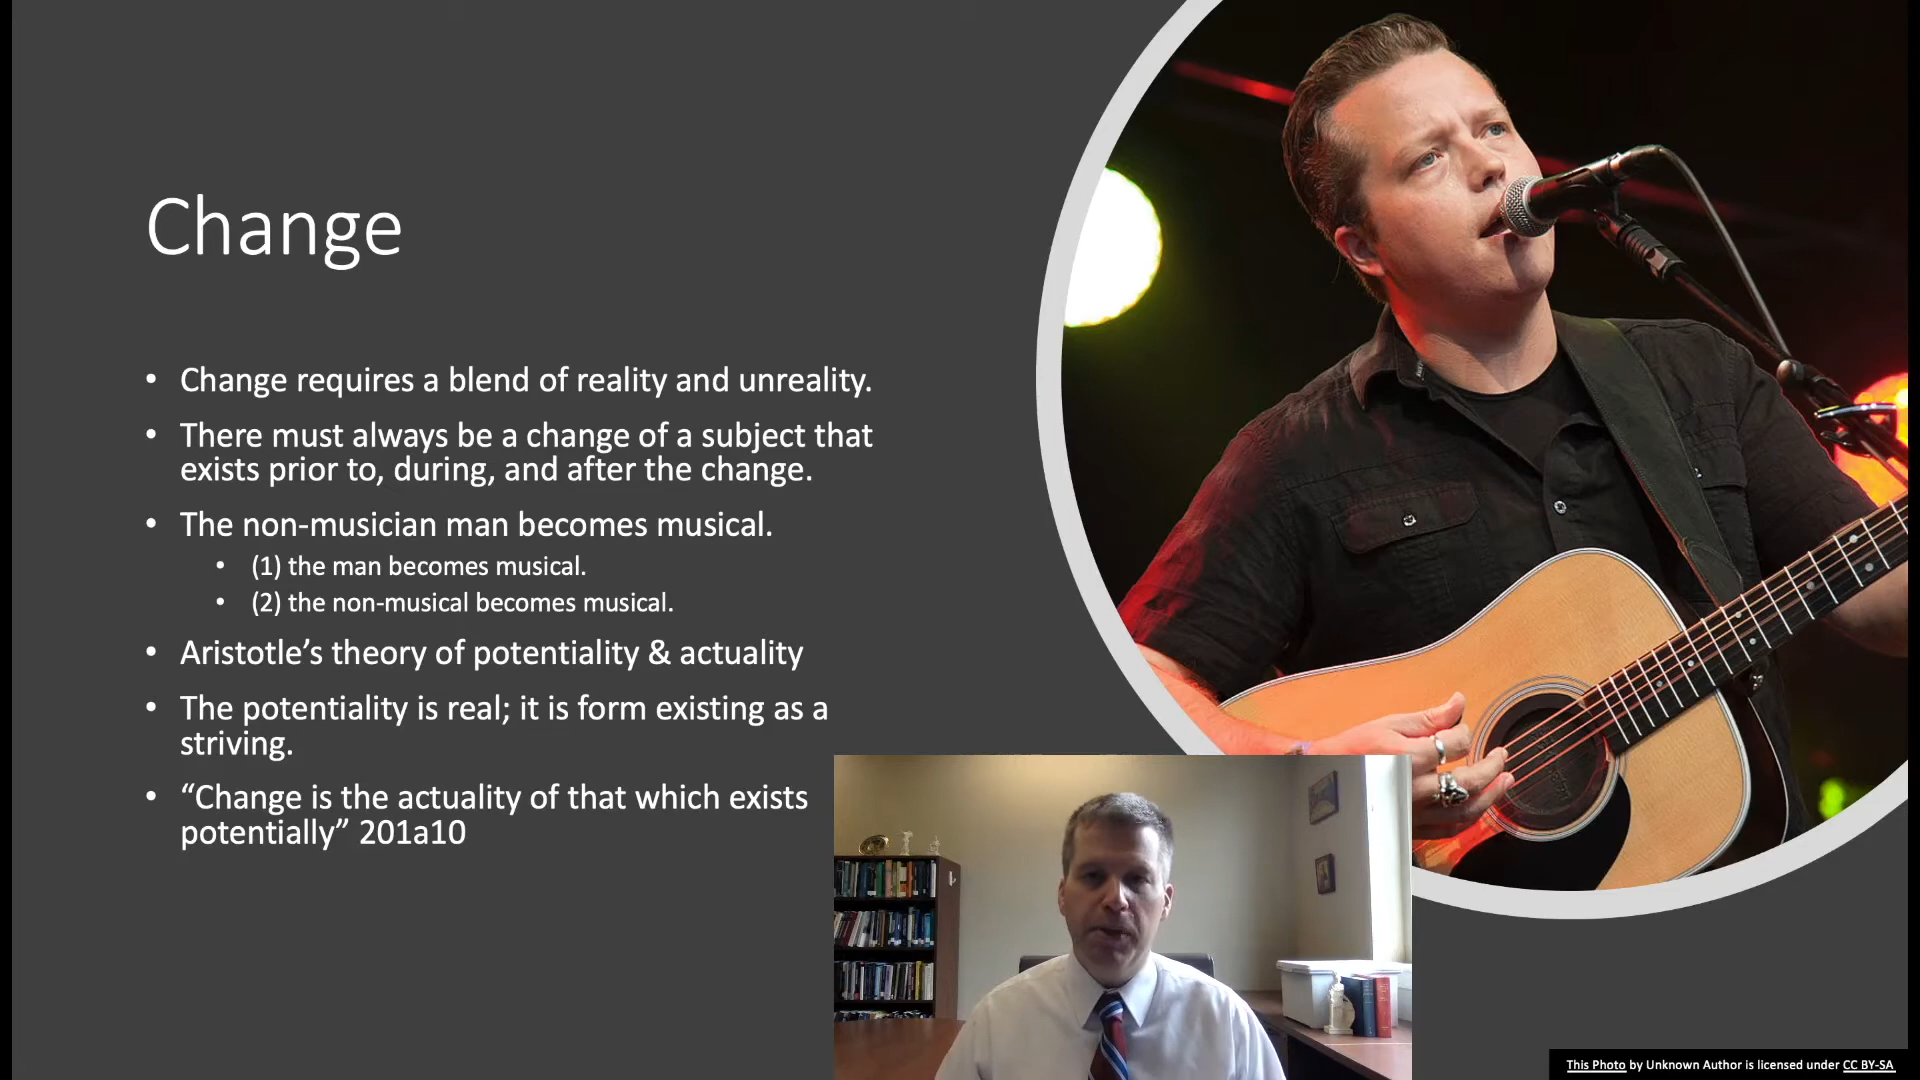 Change
• Change requires a blend of reality and unreality.
• There must always be a change of a subject that
exists prior to, during, and after the change.
• The non-musician man becomes musical.
• (1) the man becomes musical.
• (2) the non-musical becomes musical.
• Aristotle’s theory of potentiality & actuality
• The potentiality is real; it is form existing as a
striving.
• “Change is the actuality of that which exists
potentially” 201a10
This Photo by Unknown Author is licensed under CC BY-SA